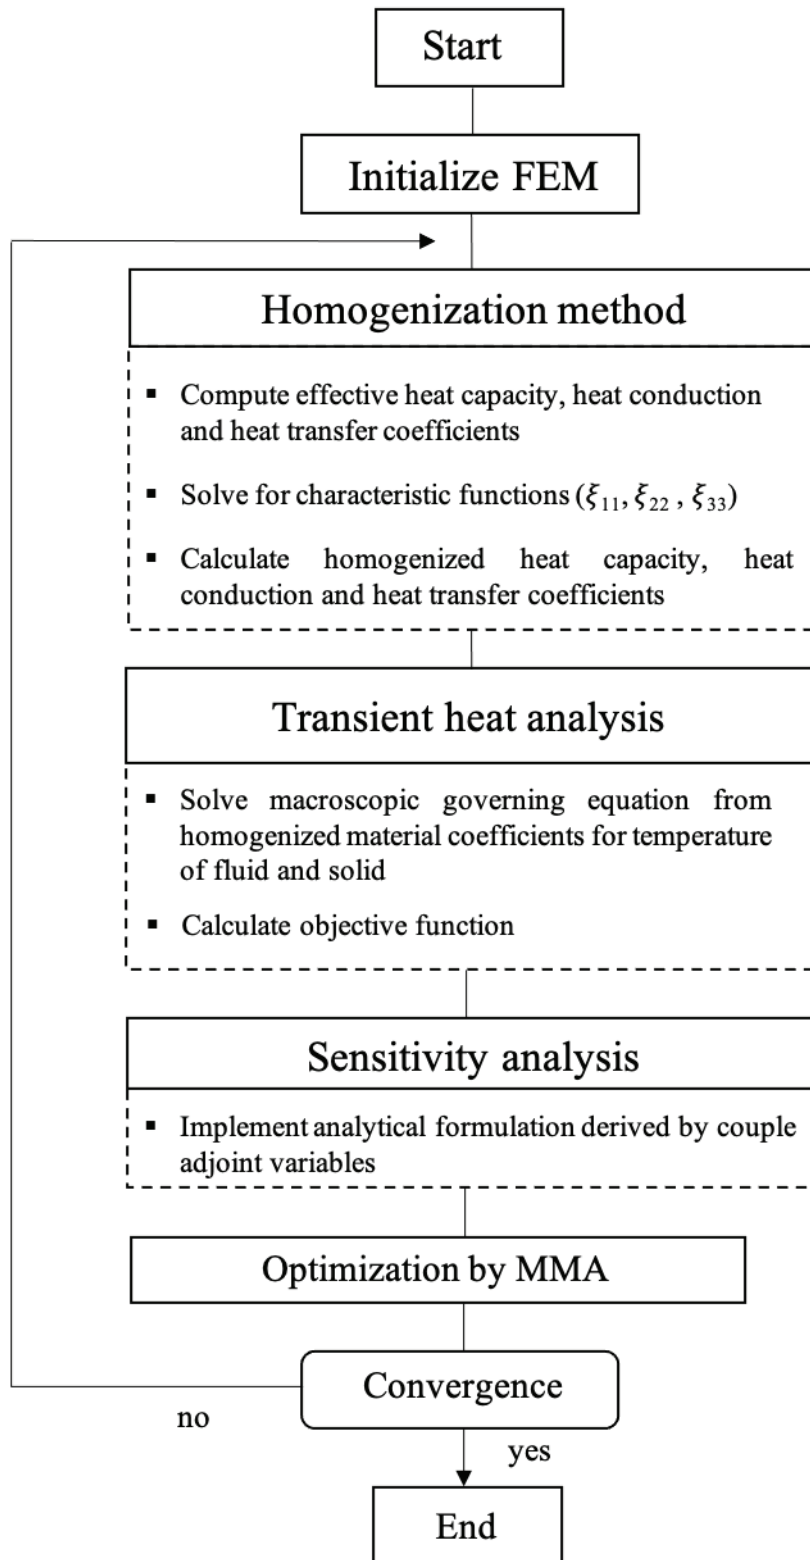 Start
Initialize FEM
Homogenization method
▪ Compute effective heat capacity, heat conduction
and heat transfer coefficients
▪ Solve for characteristic functions (ξ₁₁, ξ₂₂ , ξ₃₃)
▪ Calculate homogenized heat capacity, heat
conduction and heat transfer coefficients
Transient heat analysis
▪ Solve macroscopic governing equation from
homogenized material coefficients for temperature
of fluid and solid
▪ Calculate objective function
Sensitivity analysis
▪ Implement analytical formulation derived by couple
adjoint variables
Optimization by MMA
Convergence
no
yes
End